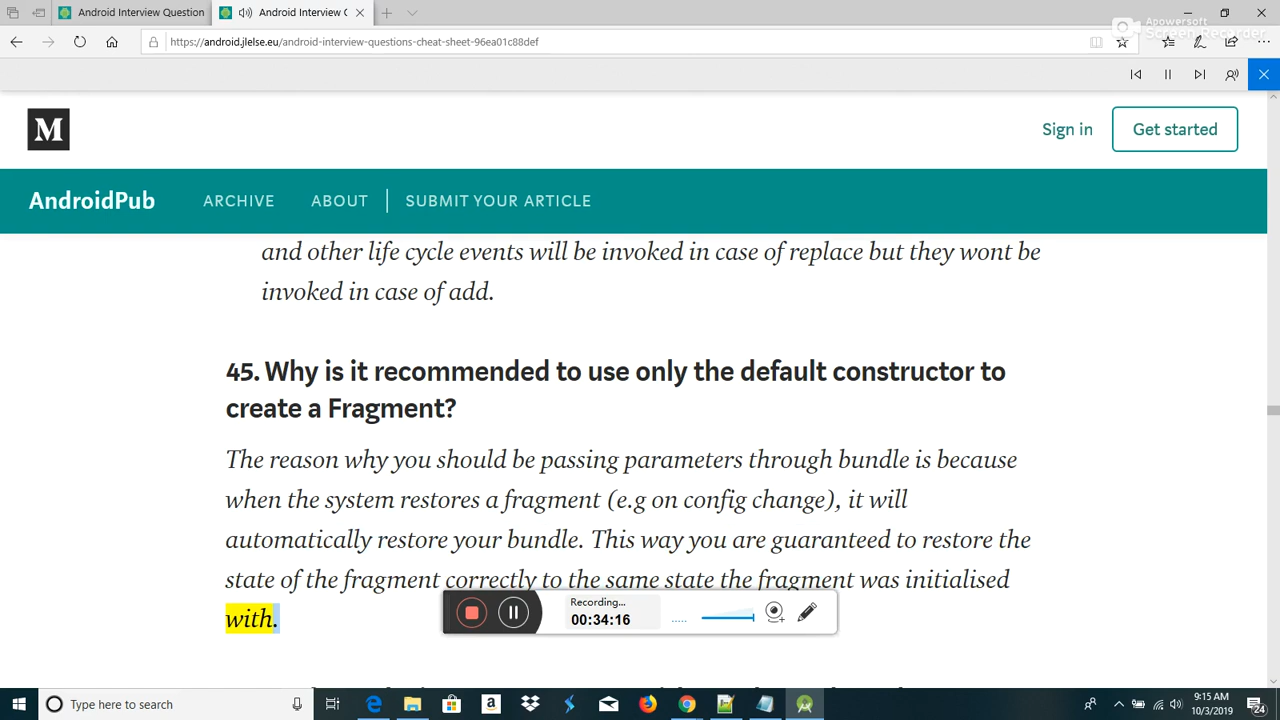 Android Interview Question
Android Interview C
Apowersoft
Screen Recorder
https://android.jlelse.eu/android-interview-questions-cheat-sheet-96ea01c88def
M
Sign in
Get started
AndroidPub
ARCHIVE
ABOUT
SUBMIT YOUR ARTICLE
and other life cycle events will be invoked in case of replace but they wont be
invoked in case of add.
45. Why is it recommended to use only the default constructor to
create a Fragment?
The reason why you should be passing parameters through bundle is because
when the system restores a fragment (e.g on config change), it will
automatically restore your bundle. This way you are guaranteed to restore the
state of the fragment correctly to the same state the fragment was initialised
with.
Recording...
00:34:16
Type here to search
9:15 AM
10/3/2019
24